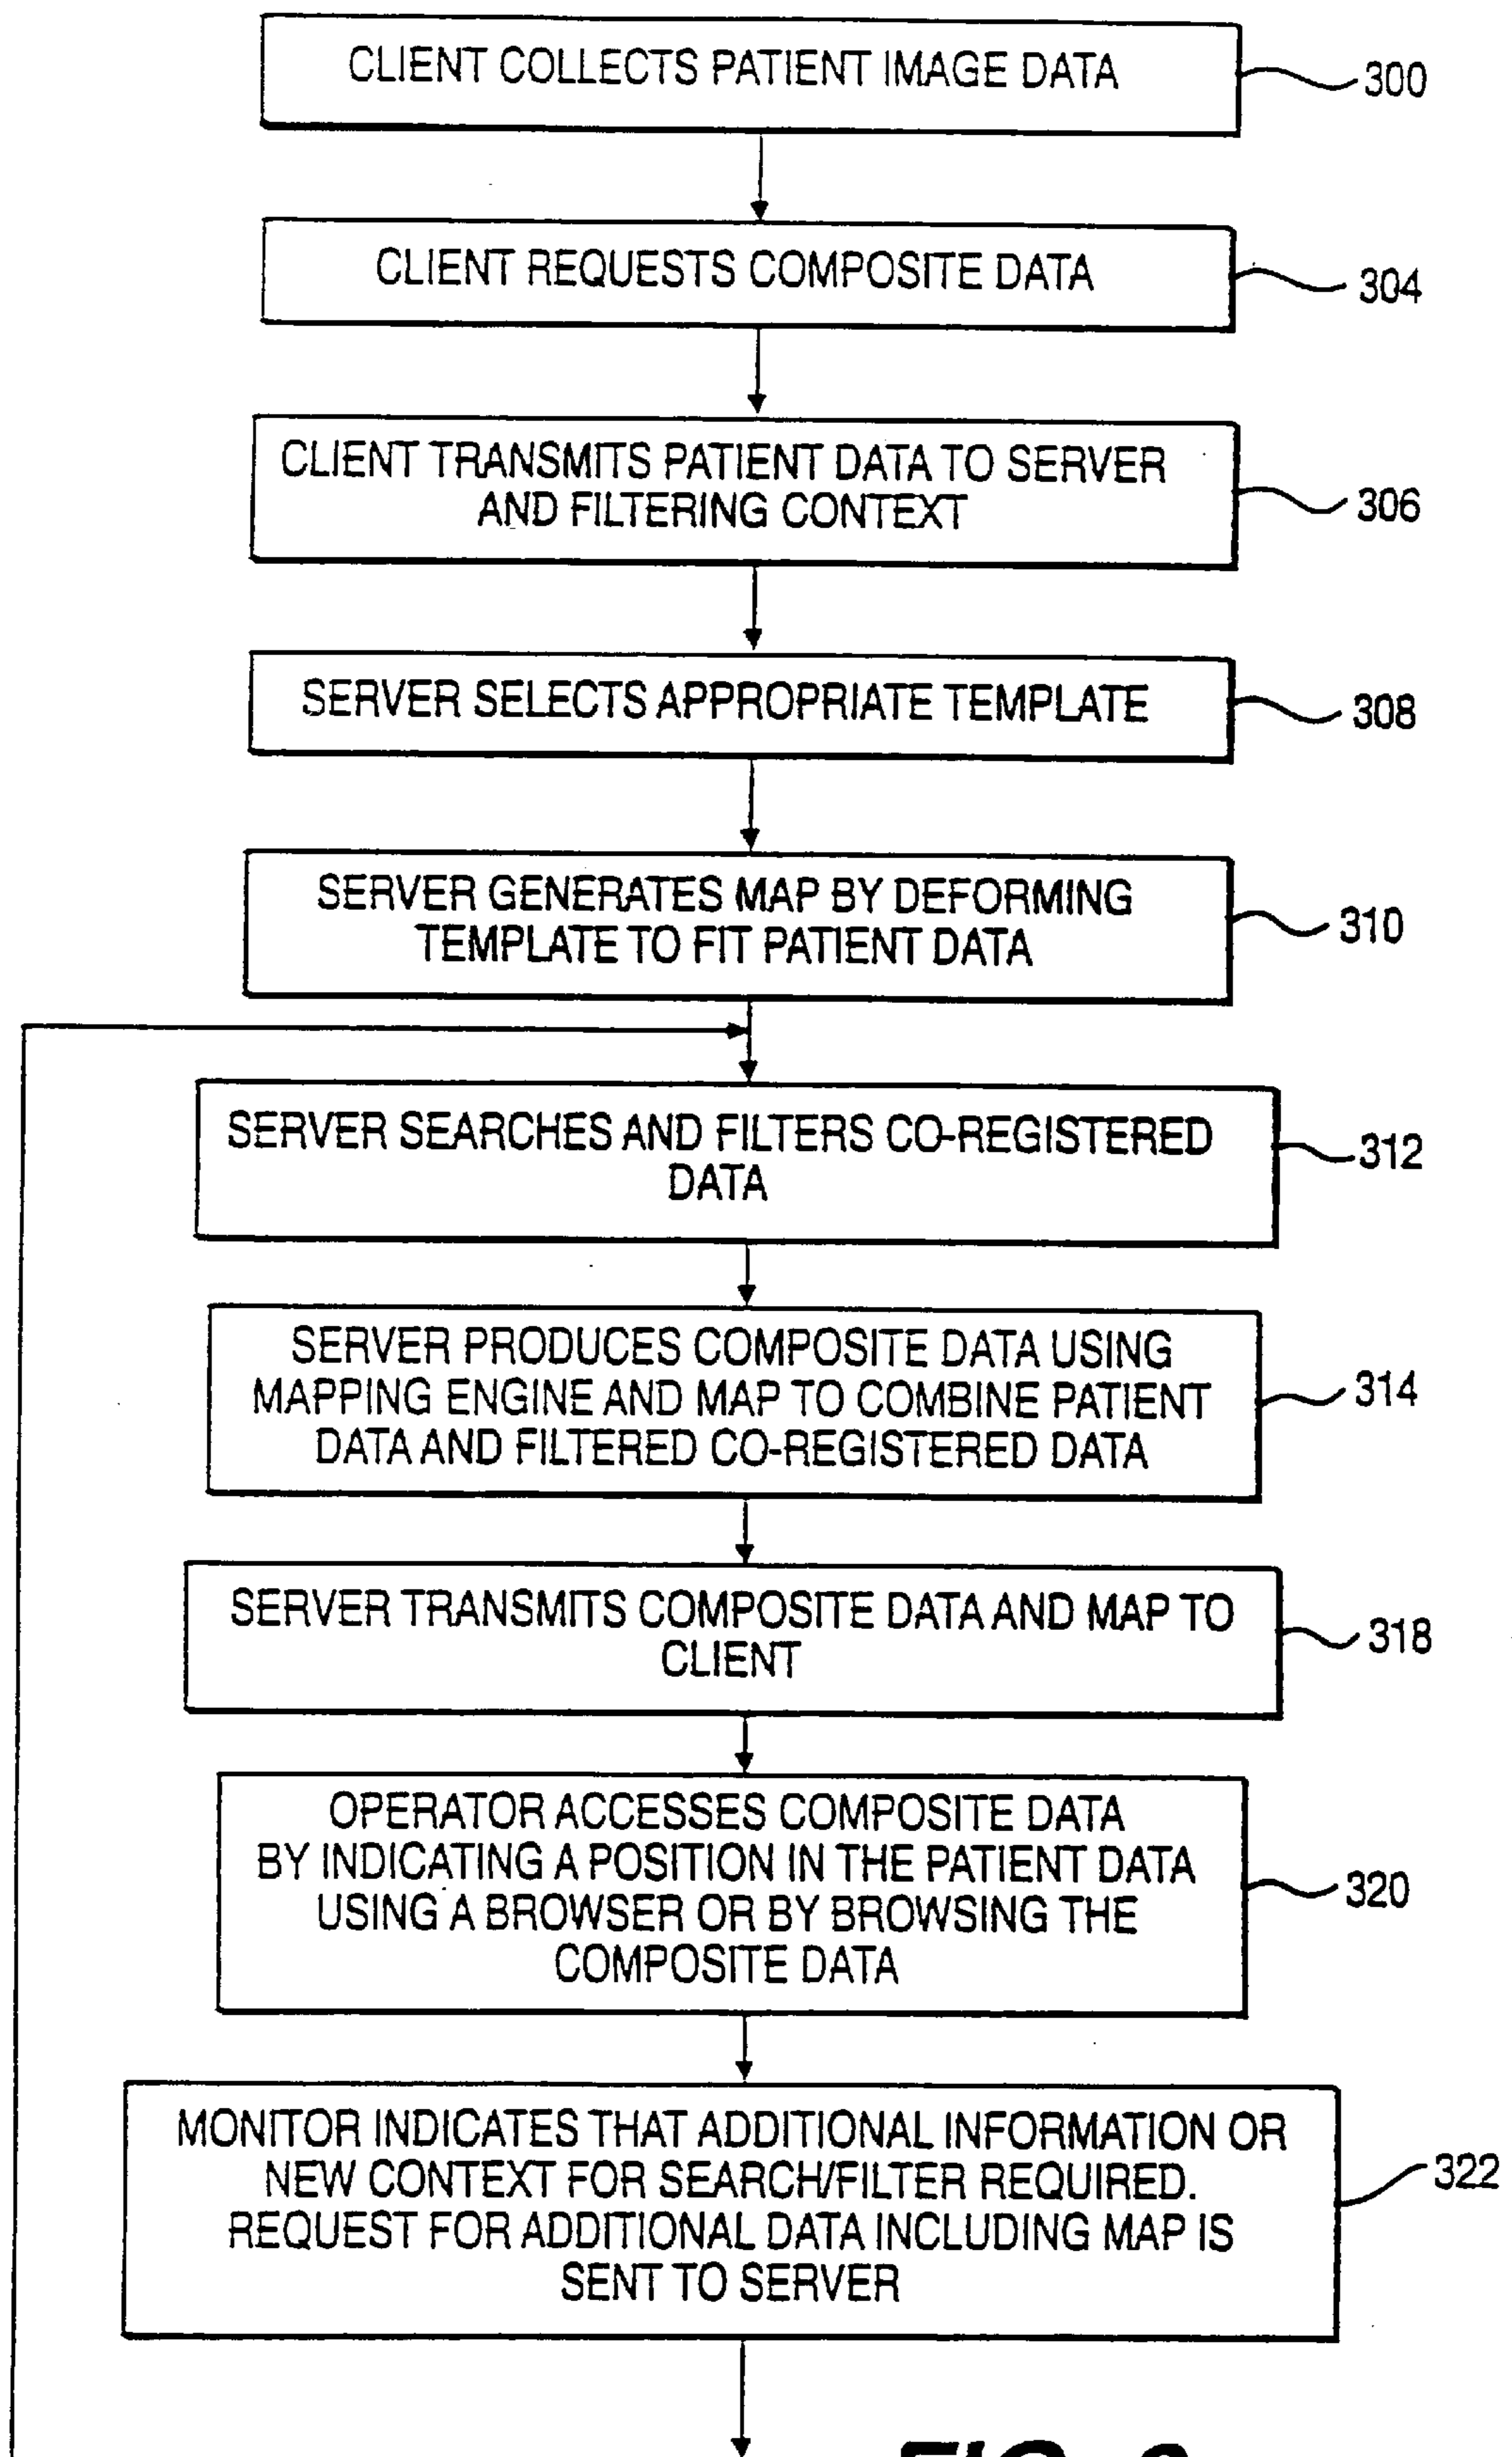 CLIENT COLLECTS PATIENT IMAGE DATA
300
CLIENT REQUESTS COMPOSITE DATA
304
CLIENT TRANSMITS PATIENT DATA TO SERVER
AND FILTERING CONTEXT
306
SERVER SELECTS APPROPRIATE TEMPLATE
308
SERVER GENERATES MAP BY DEFORMING
TEMPLATE TO FIT PATIENT DATA
310
SERVER SEARCHES AND FILTERS CO-REGISTERED
DATA
312
SERVER PRODUCES COMPOSITE DATA USING
MAPPING ENGINE AND MAP TO COMBINE PATIENT
DATA AND FILTERED CO-REGISTERED DATA
314
SERVER TRANSMITS COMPOSITE DATA AND MAP TO
CLIENT
318
OPERATOR ACCESSES COMPOSITE DATA
BY INDICATING A POSITION IN THE PATIENT DATA
USING A BROWSER OR BY BROWSING THE
COMPOSITE DATA
320
MONITOR INDICATES THAT ADDITIONAL INFORMATION OR
NEW CONTEXT FOR SEARCH/FILTER REQUIRED.
REQUEST FOR ADDITIONAL DATA INCLUDING MAP IS
SENT TO SERVER
322
FIG.